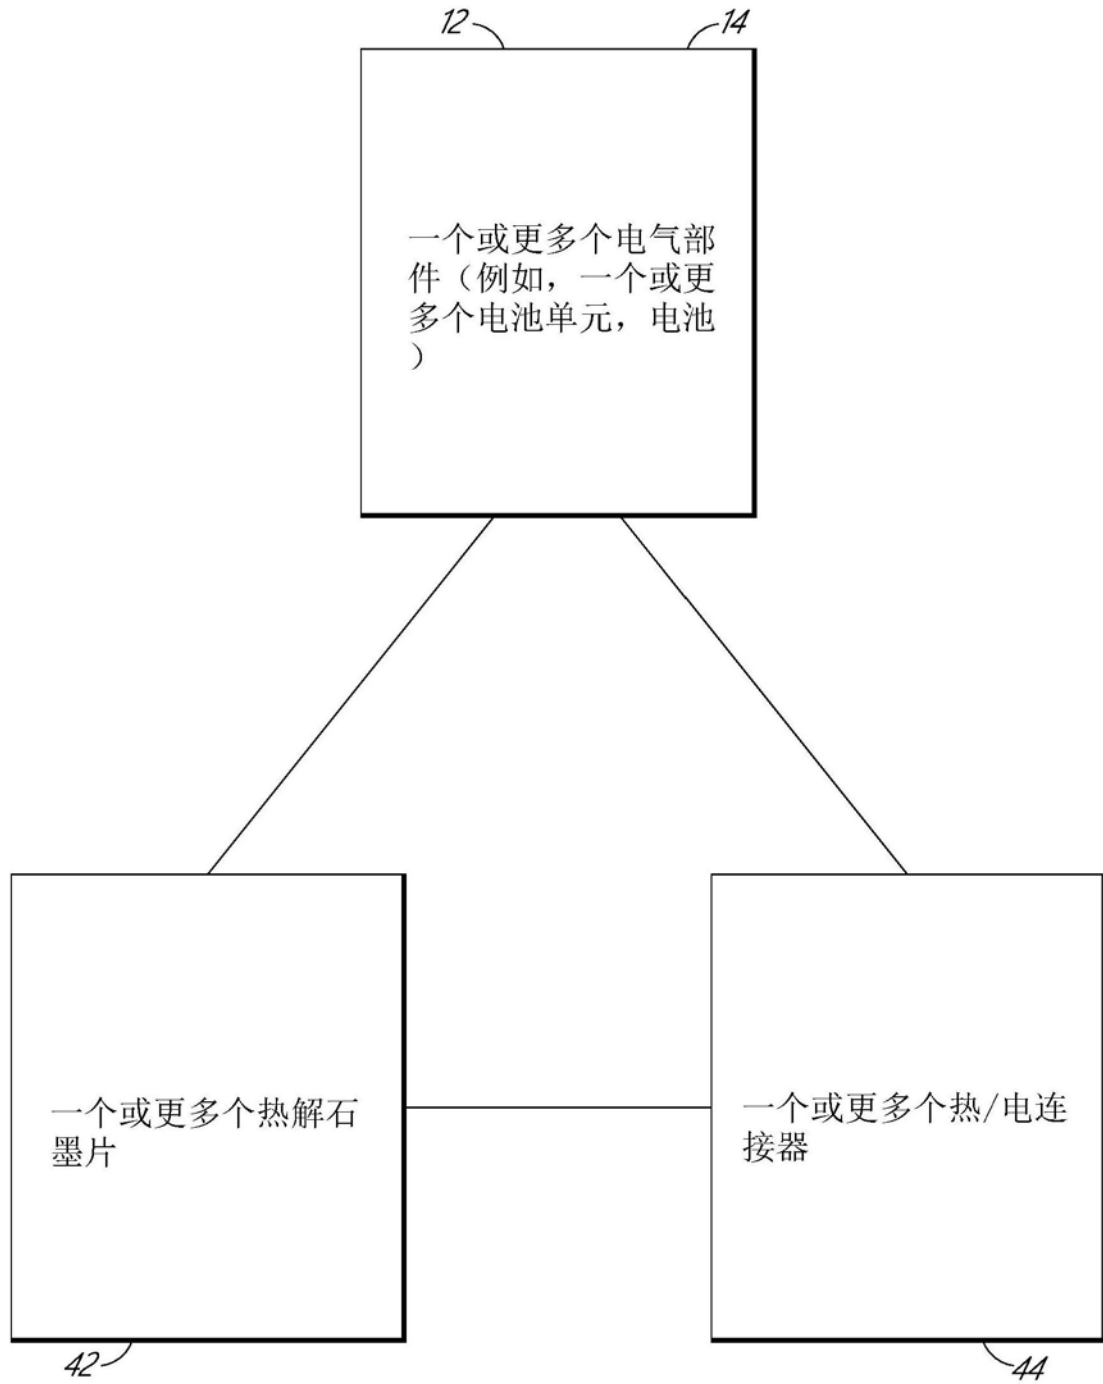 12
14
一个或更多个电气部
件（例如，一个或更
多个电池单元，电池
）
一个或更多个热解石
墨片
一个或更多个热/电连
接器
42
44